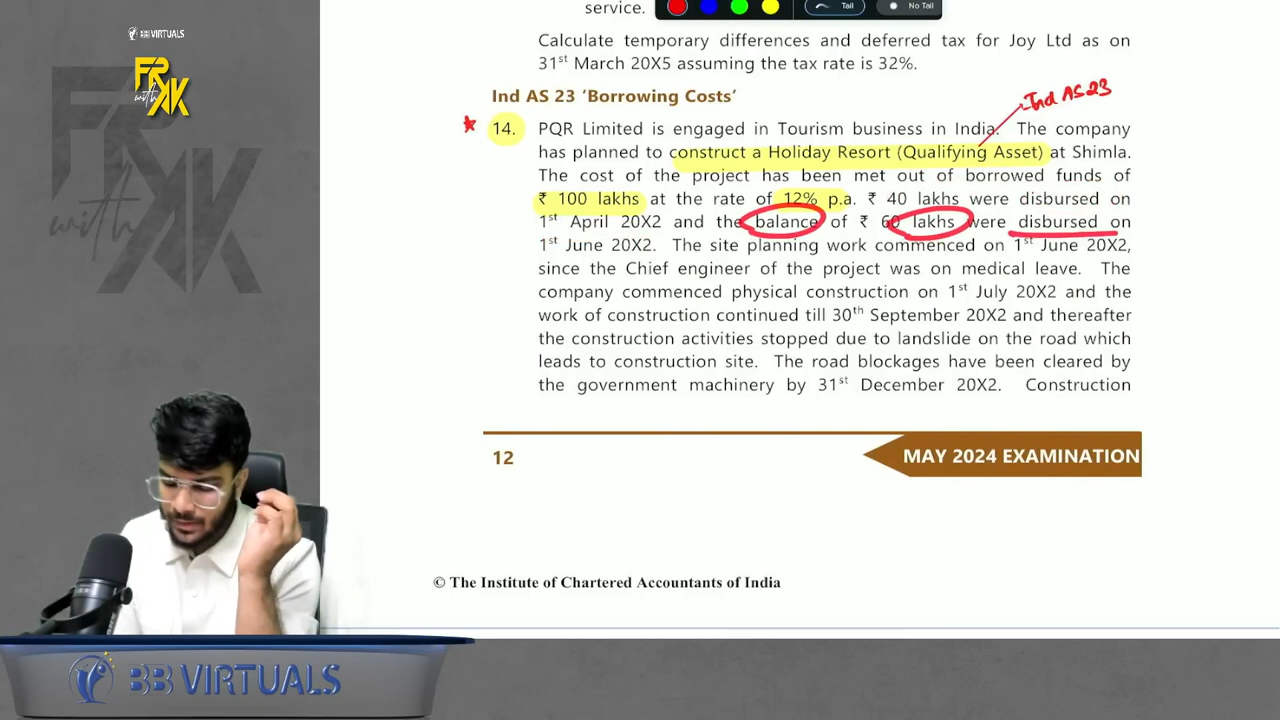 service.
Tail
No Tail
BB VIRTUALS
FR
with
AK
Calculate temporary differences and deferred tax for Joy Ltd as on
31st March 20X5 assuming the tax rate is 32%.
Ind AS 23 ‘Borrowing Costs’
Ind AS 23
14. PQR Limited is engaged in Tourism business in India. The company
has planned to construct a Holiday Resort (Qualifying Asset) at Shimla.
The cost of the project has been met out of borrowed funds of
₹ 100 lakhs at the rate of 12% p.a. ₹ 40 lakhs were disbursed on
1st April 20X2 and the balance of ₹ 60 lakhs were disbursed on
1st June 20X2. The site planning work commenced on 1st June 20X2,
since the Chief engineer of the project was on medical leave. The
company commenced physical construction on 1st July 20X2 and the
work of construction continued till 30th September 20X2 and thereafter
the construction activities stopped due to landslide on the road which
leads to construction site. The road blockages have been cleared by
the government machinery by 31st December 20X2. Construction
12
MAY 2024 EXAMINATION
© The Institute of Chartered Accountants of India
BB VIRTUALS